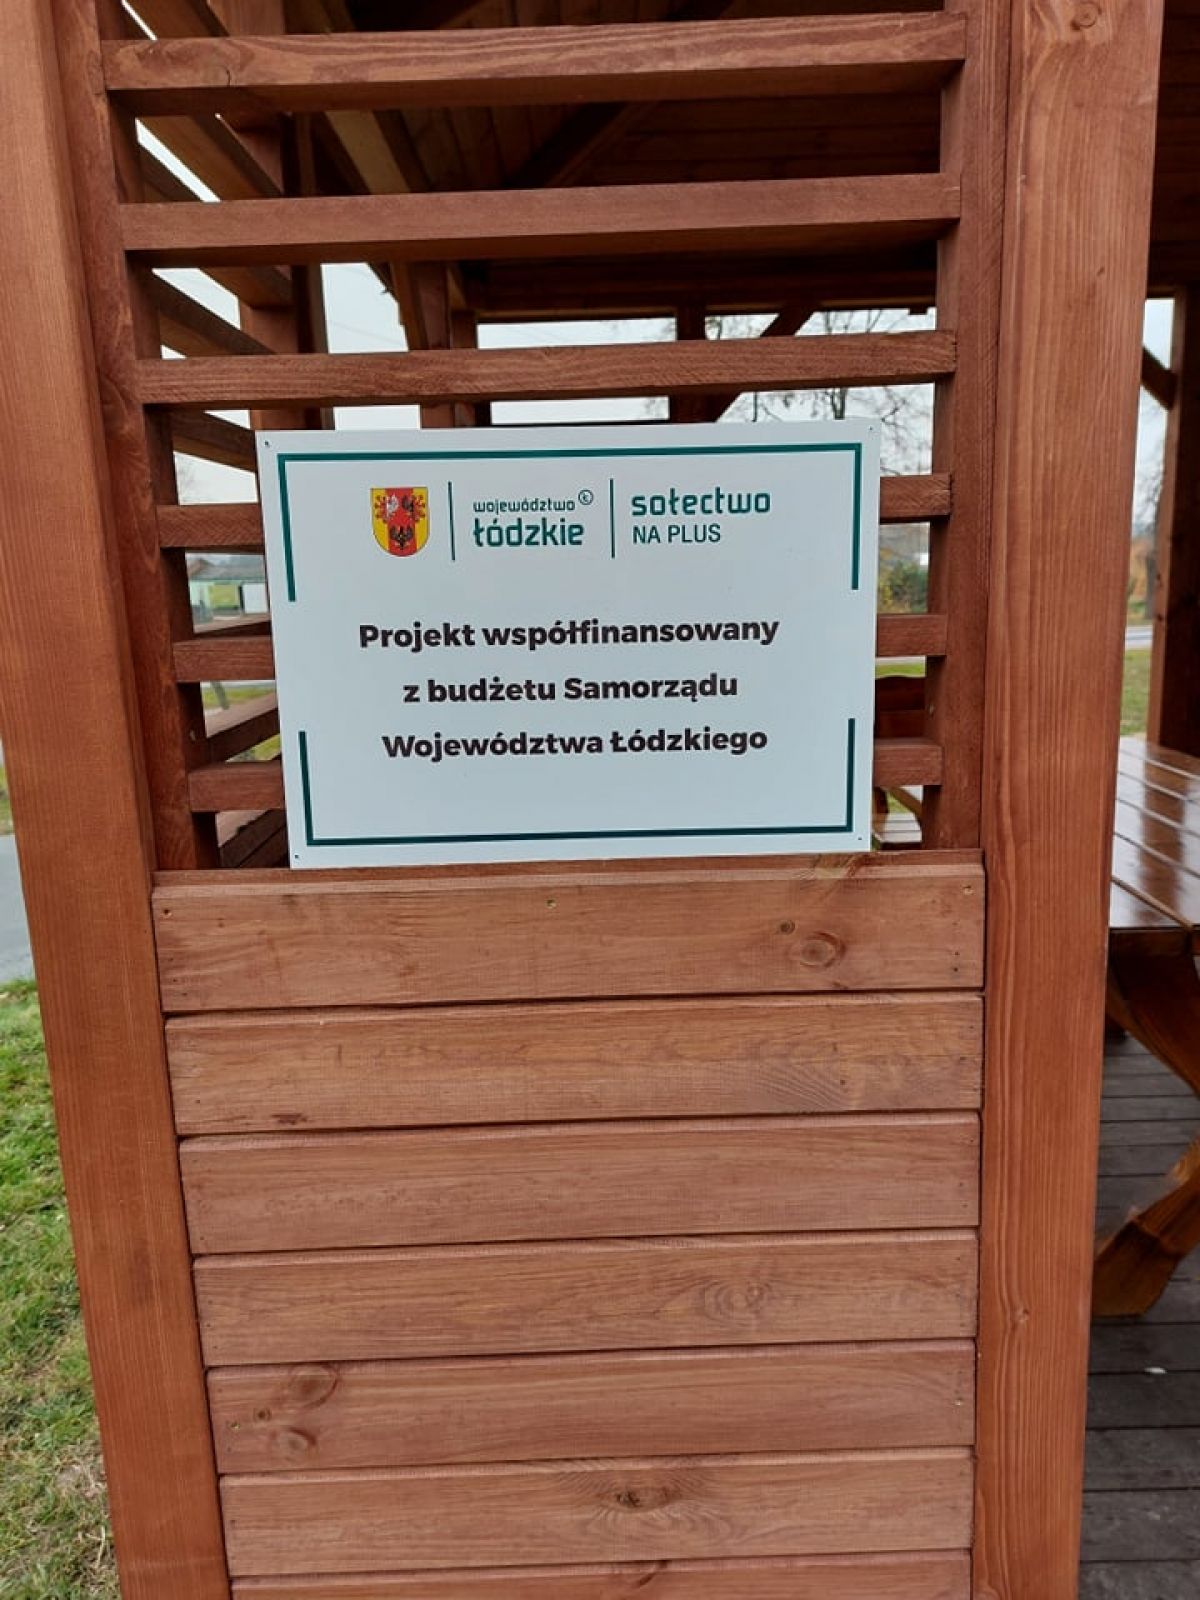 województwo
Łódzkie
sołectwo
NA PLUS
Projekt współfinansowany
z budżetu Samorządu
Województwa Łódzkiego